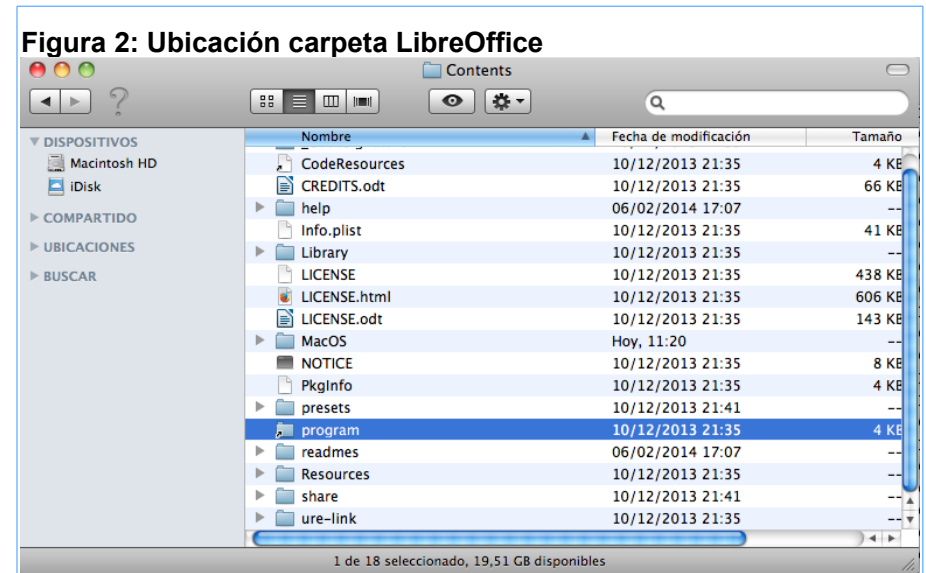 Figura 2: Ubicación carpeta LibreOffice
Contents
Nombre Fecha de modificación Tamaño
DISPOSITIVOS
Macintosh HD
iDisk
COMPARTIDO
UBICACIONES
BUSCAR
CodeResources 10/12/2013 21:35 4 KB
CREDITS.odt 10/12/2013 21:35 66 KB
help 06/02/2014 17:07 --
Info.plist 10/12/2013 21:35 41 KB
Library 10/12/2013 21:35 --
LICENSE 10/12/2013 21:35 438 KB
LICENSE.html 10/12/2013 21:35 606 KB
LICENSE.odt 10/12/2013 21:35 143 KB
MacOS Hoy, 11:20 --
NOTICE 10/12/2013 21:35 8 KB
PkgInfo 10/12/2013 21:35 4 KB
presets 10/12/2013 21:41 --
program 10/12/2013 21:35 4 KB
readmes 06/02/2014 17:07 --
Resources 10/12/2013 21:35 --
share 10/12/2013 21:41 --
ure-link 10/12/2013 21:35 --
1 de 18 seleccionado, 19,51 GB disponibles